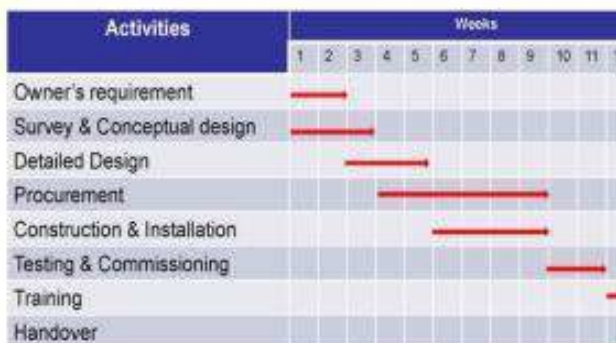 Activities
Weeks
1 2 3 4 5 6 7 8 9 10 11
Owner's requirement
Survey & Conceptual design
Detailed Design
Procurement
Construction & Installation
Testing & Commissioning
Training
Handover